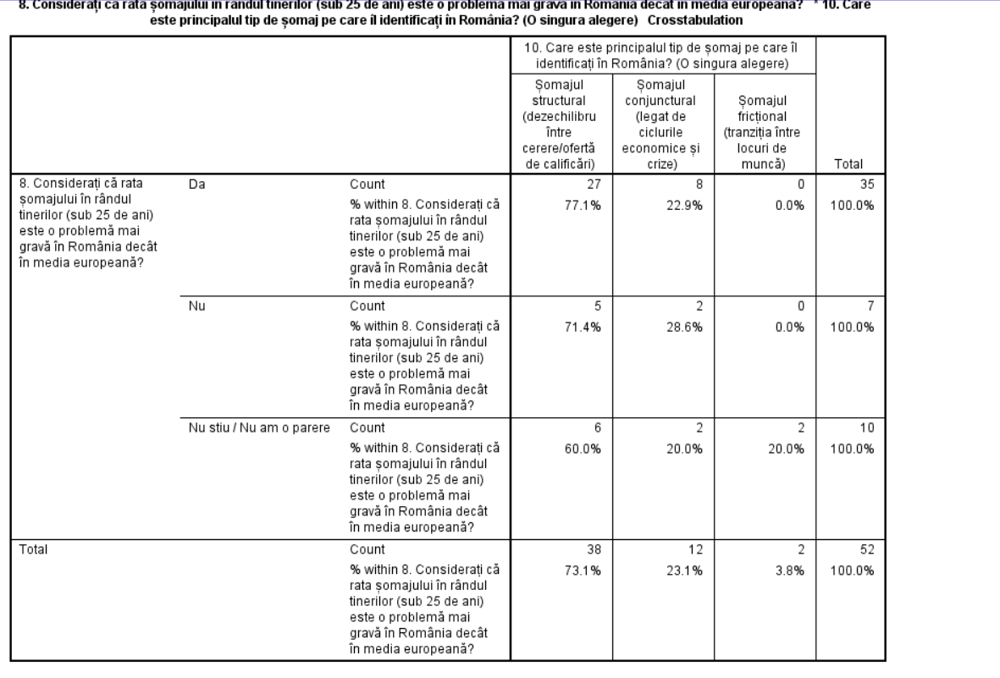 8. Considerați că rata șomajului în rândul tinerilor (sub 25 de ani) este o problemă mai gravă în România decât în media europeană? * 10. Care
este principalul tip de șomaj pe care îl identificați în România? (O singura alegere) Crosstabulation
10. Care este principalul tip de șomaj pe care îl
identificați în România? (O singura alegere)
Șomajul
structural
(dezechilibru
între
cerere/ofertă
de calificări)
Șomajul
conjunctural
(legat de
ciclurile
economice și
crize)
Șomajul
fricțional
(tranziția între
locuri de
muncă)
Total
8. Considerați că rata
șomajului în rândul
tinerilor (sub 25 de ani)
este o problemă mai
gravă în România decât
în media europeană?
Da
Count
27 8 0 35
% within 8. Considerați că
rata șomajului în rândul
tinerilor (sub 25 de ani)
este o problemă mai
gravă în România decât
în media europeană?
77.1% 22.9% 0.0% 100.0%
Nu
Count
5 2 0 7
% within 8. Considerați că
rata șomajului în rândul
tinerilor (sub 25 de ani)
este o problemă mai
gravă în România decât
în media europeană?
71.4% 28.6% 0.0% 100.0%
Nu stiu / Nu am o parere
Count
6 2 2 10
% within 8. Considerați că
rata șomajului în rândul
tinerilor (sub 25 de ani)
este o problemă mai
gravă în România decât
în media europeană?
60.0% 20.0% 20.0% 100.0%
Total
Count
38 12 2 52
% within 8. Considerați că
rata șomajului în rândul
tinerilor (sub 25 de ani)
este o problemă mai
gravă în România decât
în media europeană?
73.1% 23.1% 3.8% 100.0%